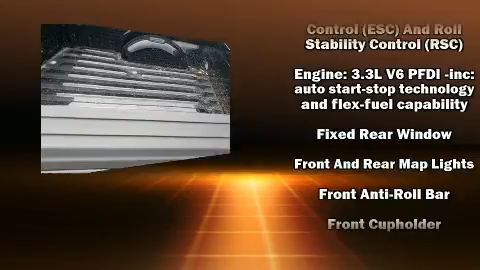 Control (ESC) And Roll
Stability Control (RSC)
Engine: 3.3L V6 PFDI -inc:
auto start-stop technology
and flex-fuel capability
Fixed Rear Window
Front And Rear Map Lights
Front Anti-Roll Bar
Front Cupholder